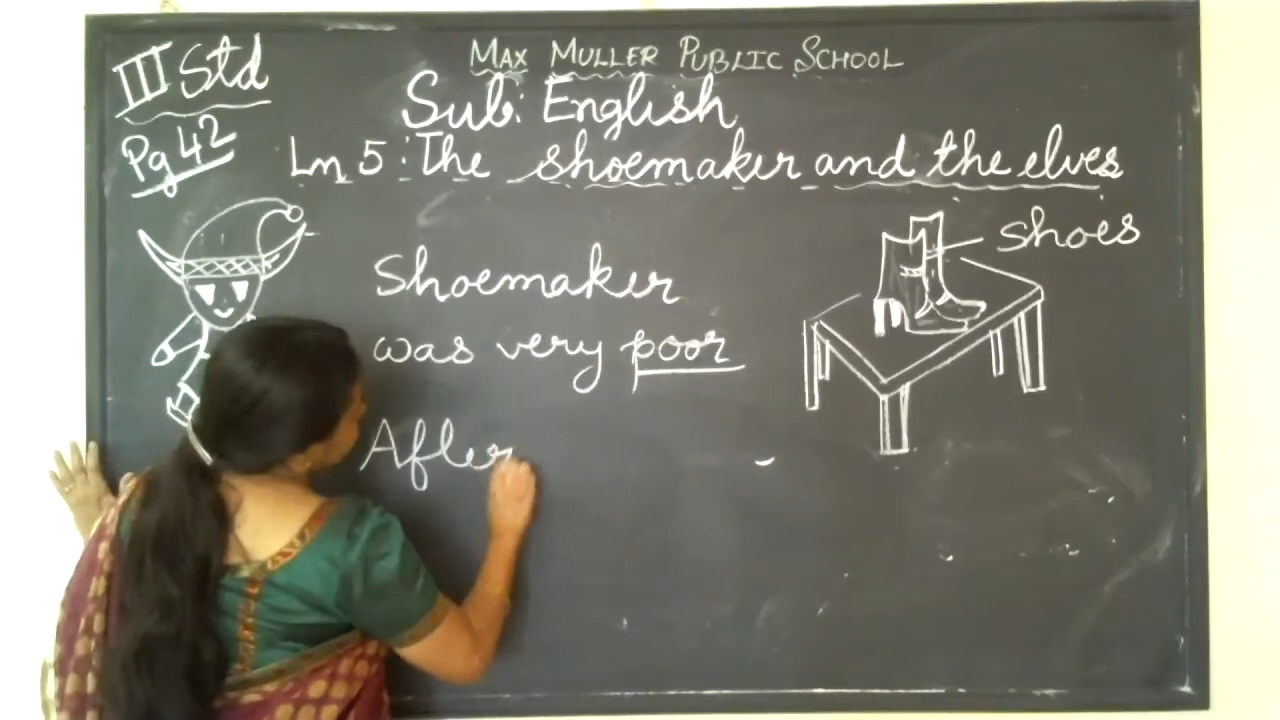 III Std
MAX MULLER PUBLIC SCHOOL
Sub: English
Pg 42
Ln 5: The shoemaker and the elves
shoes
Shoemaker
was very poor
After